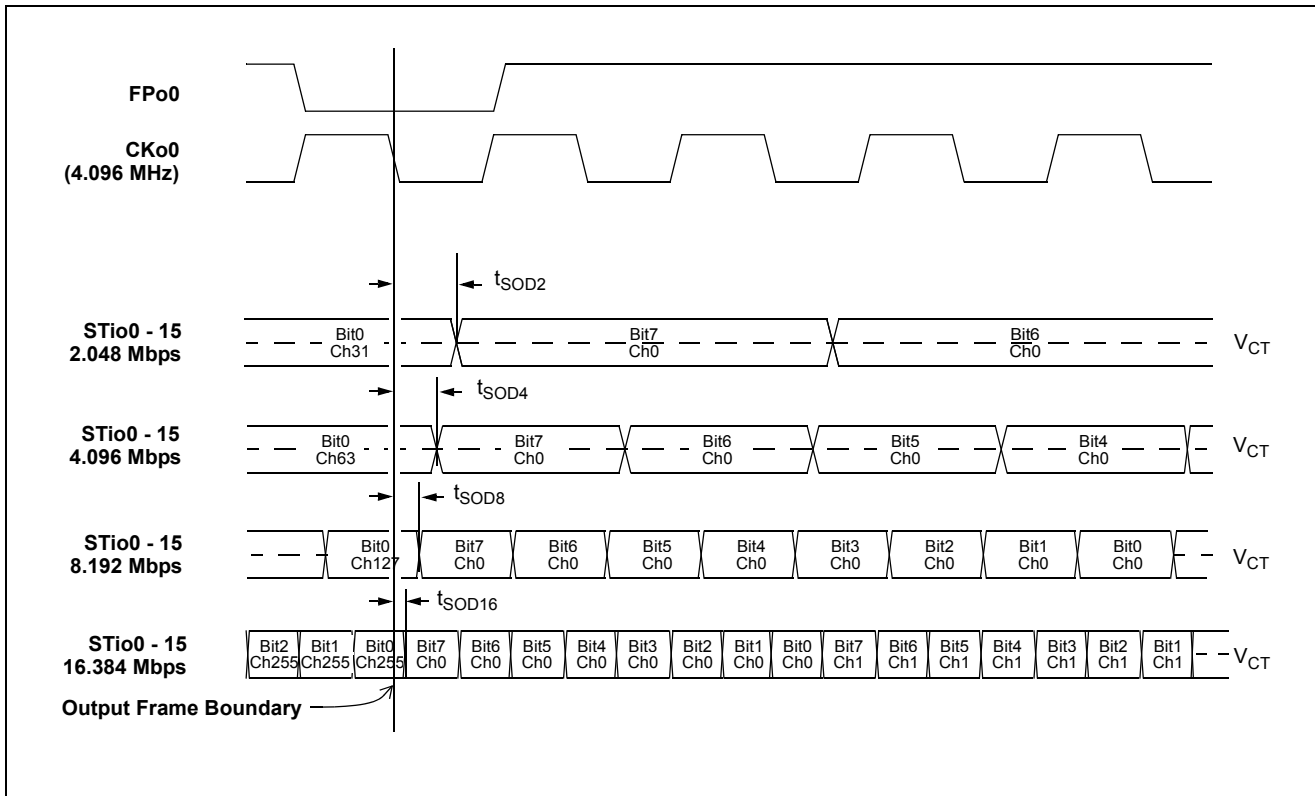 FPo0
CKo0
(4.096 MHz)
tSOD2
STio0 - 15
2.048 Mbps
Bit0
Ch31
Bit7
Ch0
Bit6
Ch0
VCT
tSOD4
STio0 - 15
4.096 Mbps
Bit0
Ch63
Bit7
Ch0
Bit6
Ch0
Bit5
Ch0
Bit4
Ch0
VCT
tSOD8
STio0 - 15
8.192 Mbps
Bit0
Ch127
Bit7
Ch0
Bit6
Ch0
Bit5
Ch0
Bit4
Ch0
Bit3
Ch0
Bit2
Ch0
Bit1
Ch0
Bit0
Ch0
VCT
tSOD16
STio0 - 15
16.384 Mbps
Bit2
Ch255
Bit1
Ch255
Bit0
Ch255
Bit7
Ch0
Bit6
Ch0
Bit5
Ch0
Bit4
Ch0
Bit3
Ch0
Bit2
Ch0
Bit1
Ch0
Bit0
Ch0
Bit7
Ch1
Bit6
Ch1
Bit5
Ch1
Bit4
Ch1
Bit3
Ch1
Bit2
Ch1
Bit1
Ch1
VCT
Output Frame Boundary